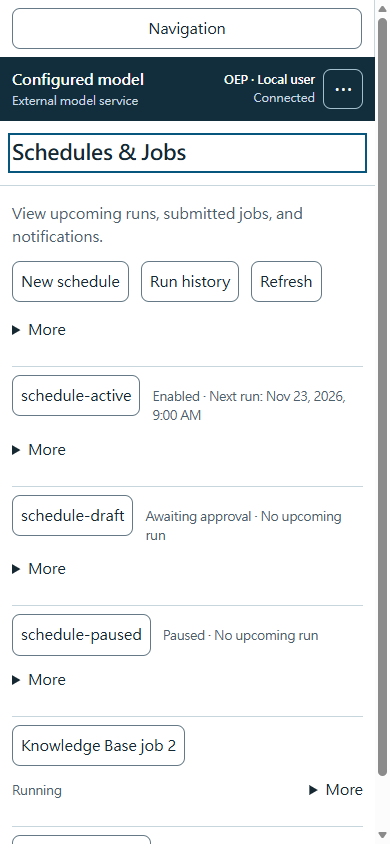 Navigation
Configured model
OEP · Local user
External model service
Connected
...
Schedules & Jobs
View upcoming runs, submitted jobs, and
notifications.
New schedule
Run history
Refresh
More
schedule-active
Enabled · Next run: Nov 23, 2026,
9:00 AM
More
schedule-draft
Awaiting approval · No upcoming
run
More
schedule-paused
Paused · No upcoming run
More
Knowledge Base job 2
Running
More